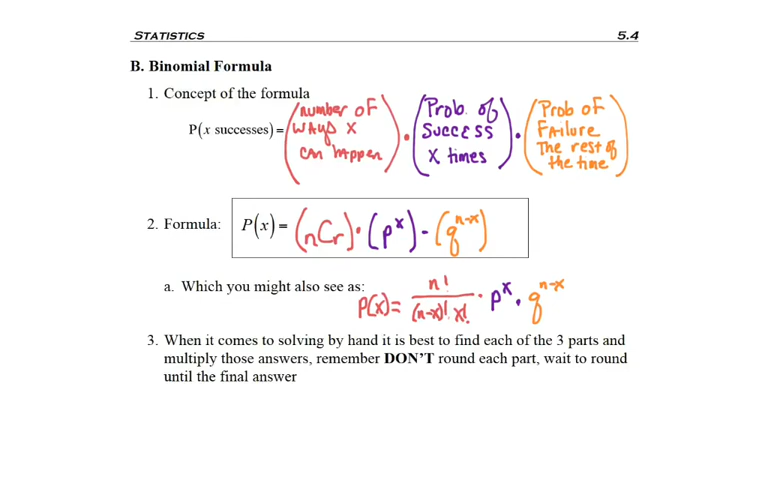 STATISTICS 5.4
B. Binomial Formula
1. Concept of the formula
P(x successes) = (number of ways x can happen) · (Prob. of Success x times) · (Prob of Failure The rest of the time)
2. Formula: P(x) = (nCr) · (p^x) - (q^n-x)
a. Which you might also see as:
P(x) = n! / (n-x)! x! · p^x · q^n-x
3. When it comes to solving by hand it is best to find each of the 3 parts and
multiply those answers, remember DON'T round each part, wait to round
until the final answer